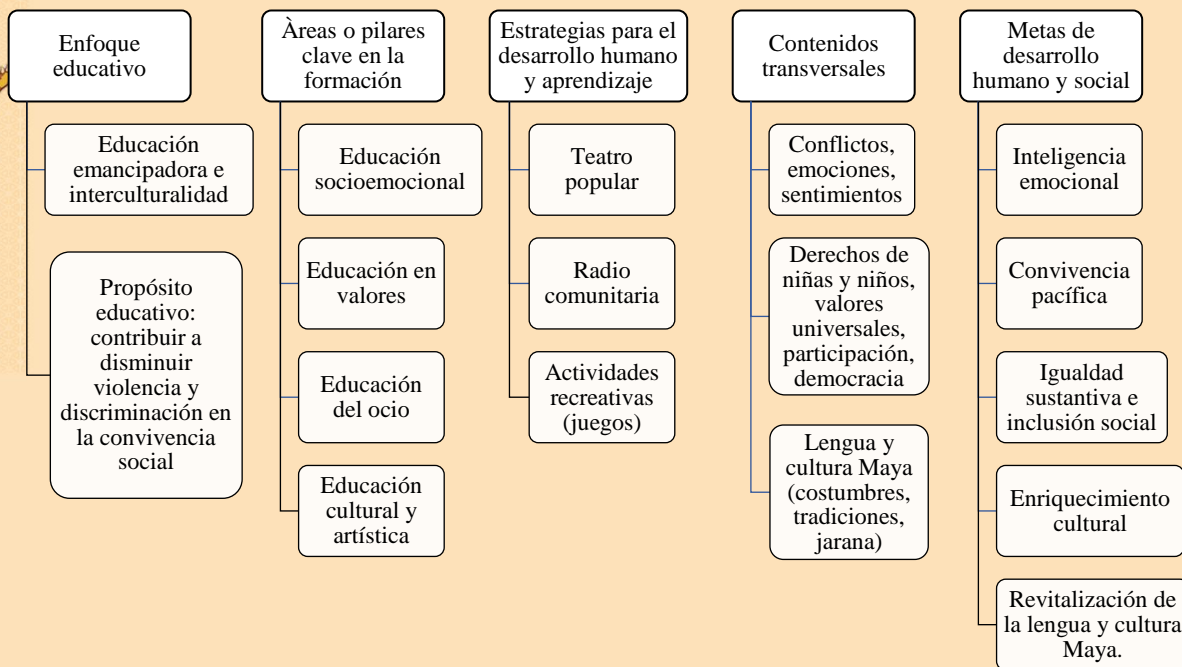 Enfoque
educativo
Educación
emancipadora e
interculturalidad
Propósito
educativo:
contribuir a
disminuir
violencia y
discriminación en
la convivencia
social
Àreas o pilares
clave en la
formación
Educación
socioemocional
Educación en
valores
Educación
del ocio
Educación
cultural y
artística
Estrategias para el
desarrollo humano
y aprendizaje
Teatro
popular
Radio
comunitaria
Actividades
recreativas
(juegos)
Contenidos
transversales
Conflictos,
emociones,
sentimientos
Derechos de
niñas y niños,
valores
universales,
participación,
democracia
Lengua y
cultura Maya
(costumbres,
tradiciones,
jarana)
Metas de
desarrollo
humano y social
Inteligencia
emocional
Convivencia
pacífica
Igualdad
sustantiva e
inclusión social
Enriquecimiento
cultural
Revitalización de
la lengua y cultura
Maya.